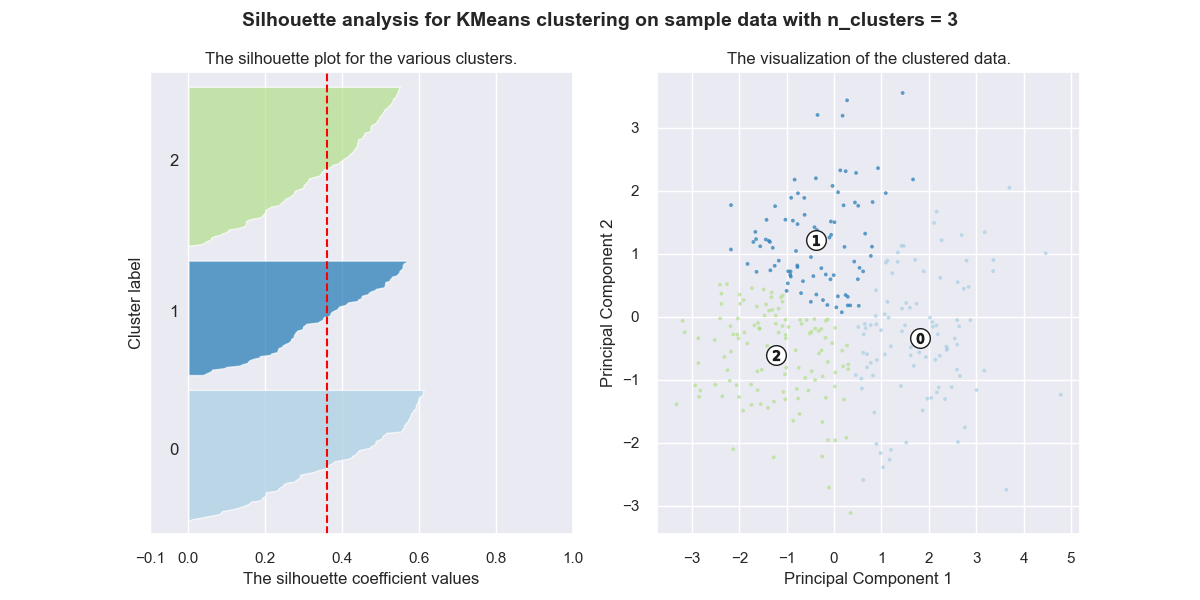 Silhouette analysis for KMeans clustering on sample data with n_clusters = 3
The silhouette plot for the various clusters.
Cluster label
2
1
0
−0.1 0.0 0.2 0.4 0.6 0.8 1.0
The silhouette coefficient values
The visualization of the clustered data.
Principal Component 2
3
2
1
0
−1
−2
−3
1
0
2
−3 −2 −1 0 1 2 3 4 5
Principal Component 1